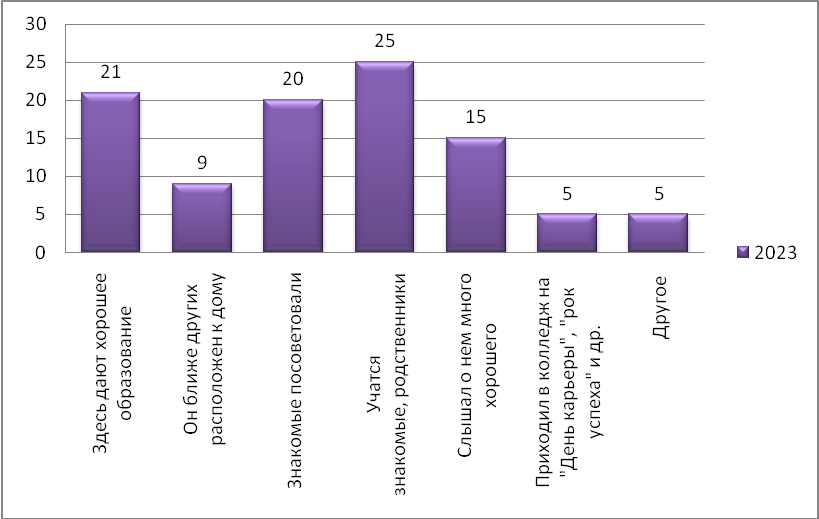 30
25
20
15
10
5
0
21
9
20
25
15
5
5
Здесь дают хорошее
образование
Он ближе других
расположен к дому
Знакомые посоветовали
Учатся
знакомые, родственники
Слышал о нем много
хорошего
Приходил в колледж на
"День карьеры", "рок
успеха" и др.
Другое
2023